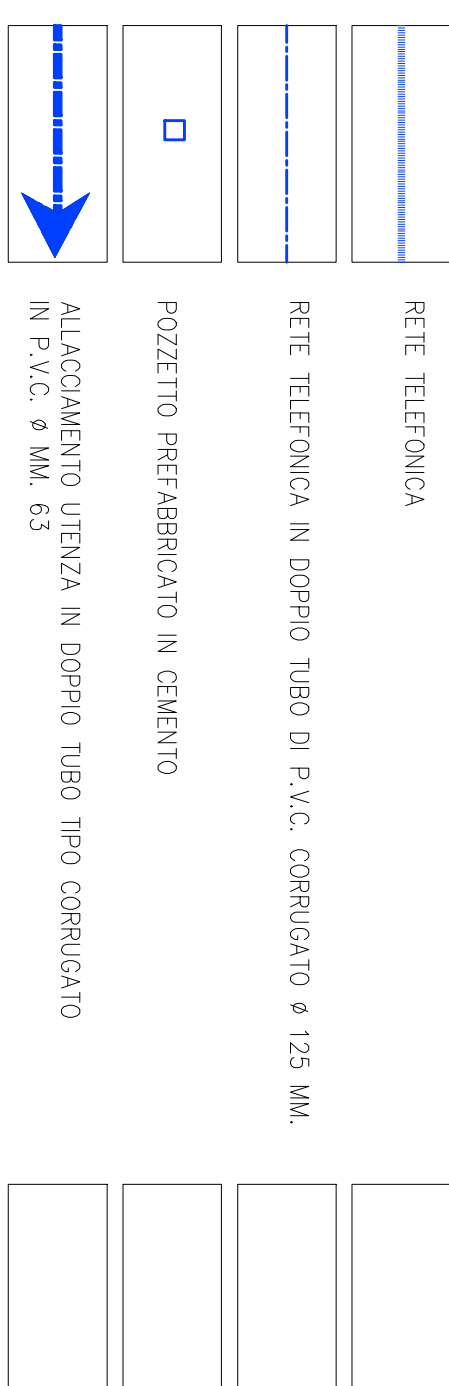 RETE TELEFONICA
RETE TELEFONICA IN DOPPIO TUBO DI P.V.C. CORRUGATO ø 125 MM.
POZZETTO PREFABBRICATO IN CEMENTO
ALLACCIAMENTO UTENZA IN DOPPIO TUBO TIPO CORRUGATO
IN P.V.C. ø MM. 63